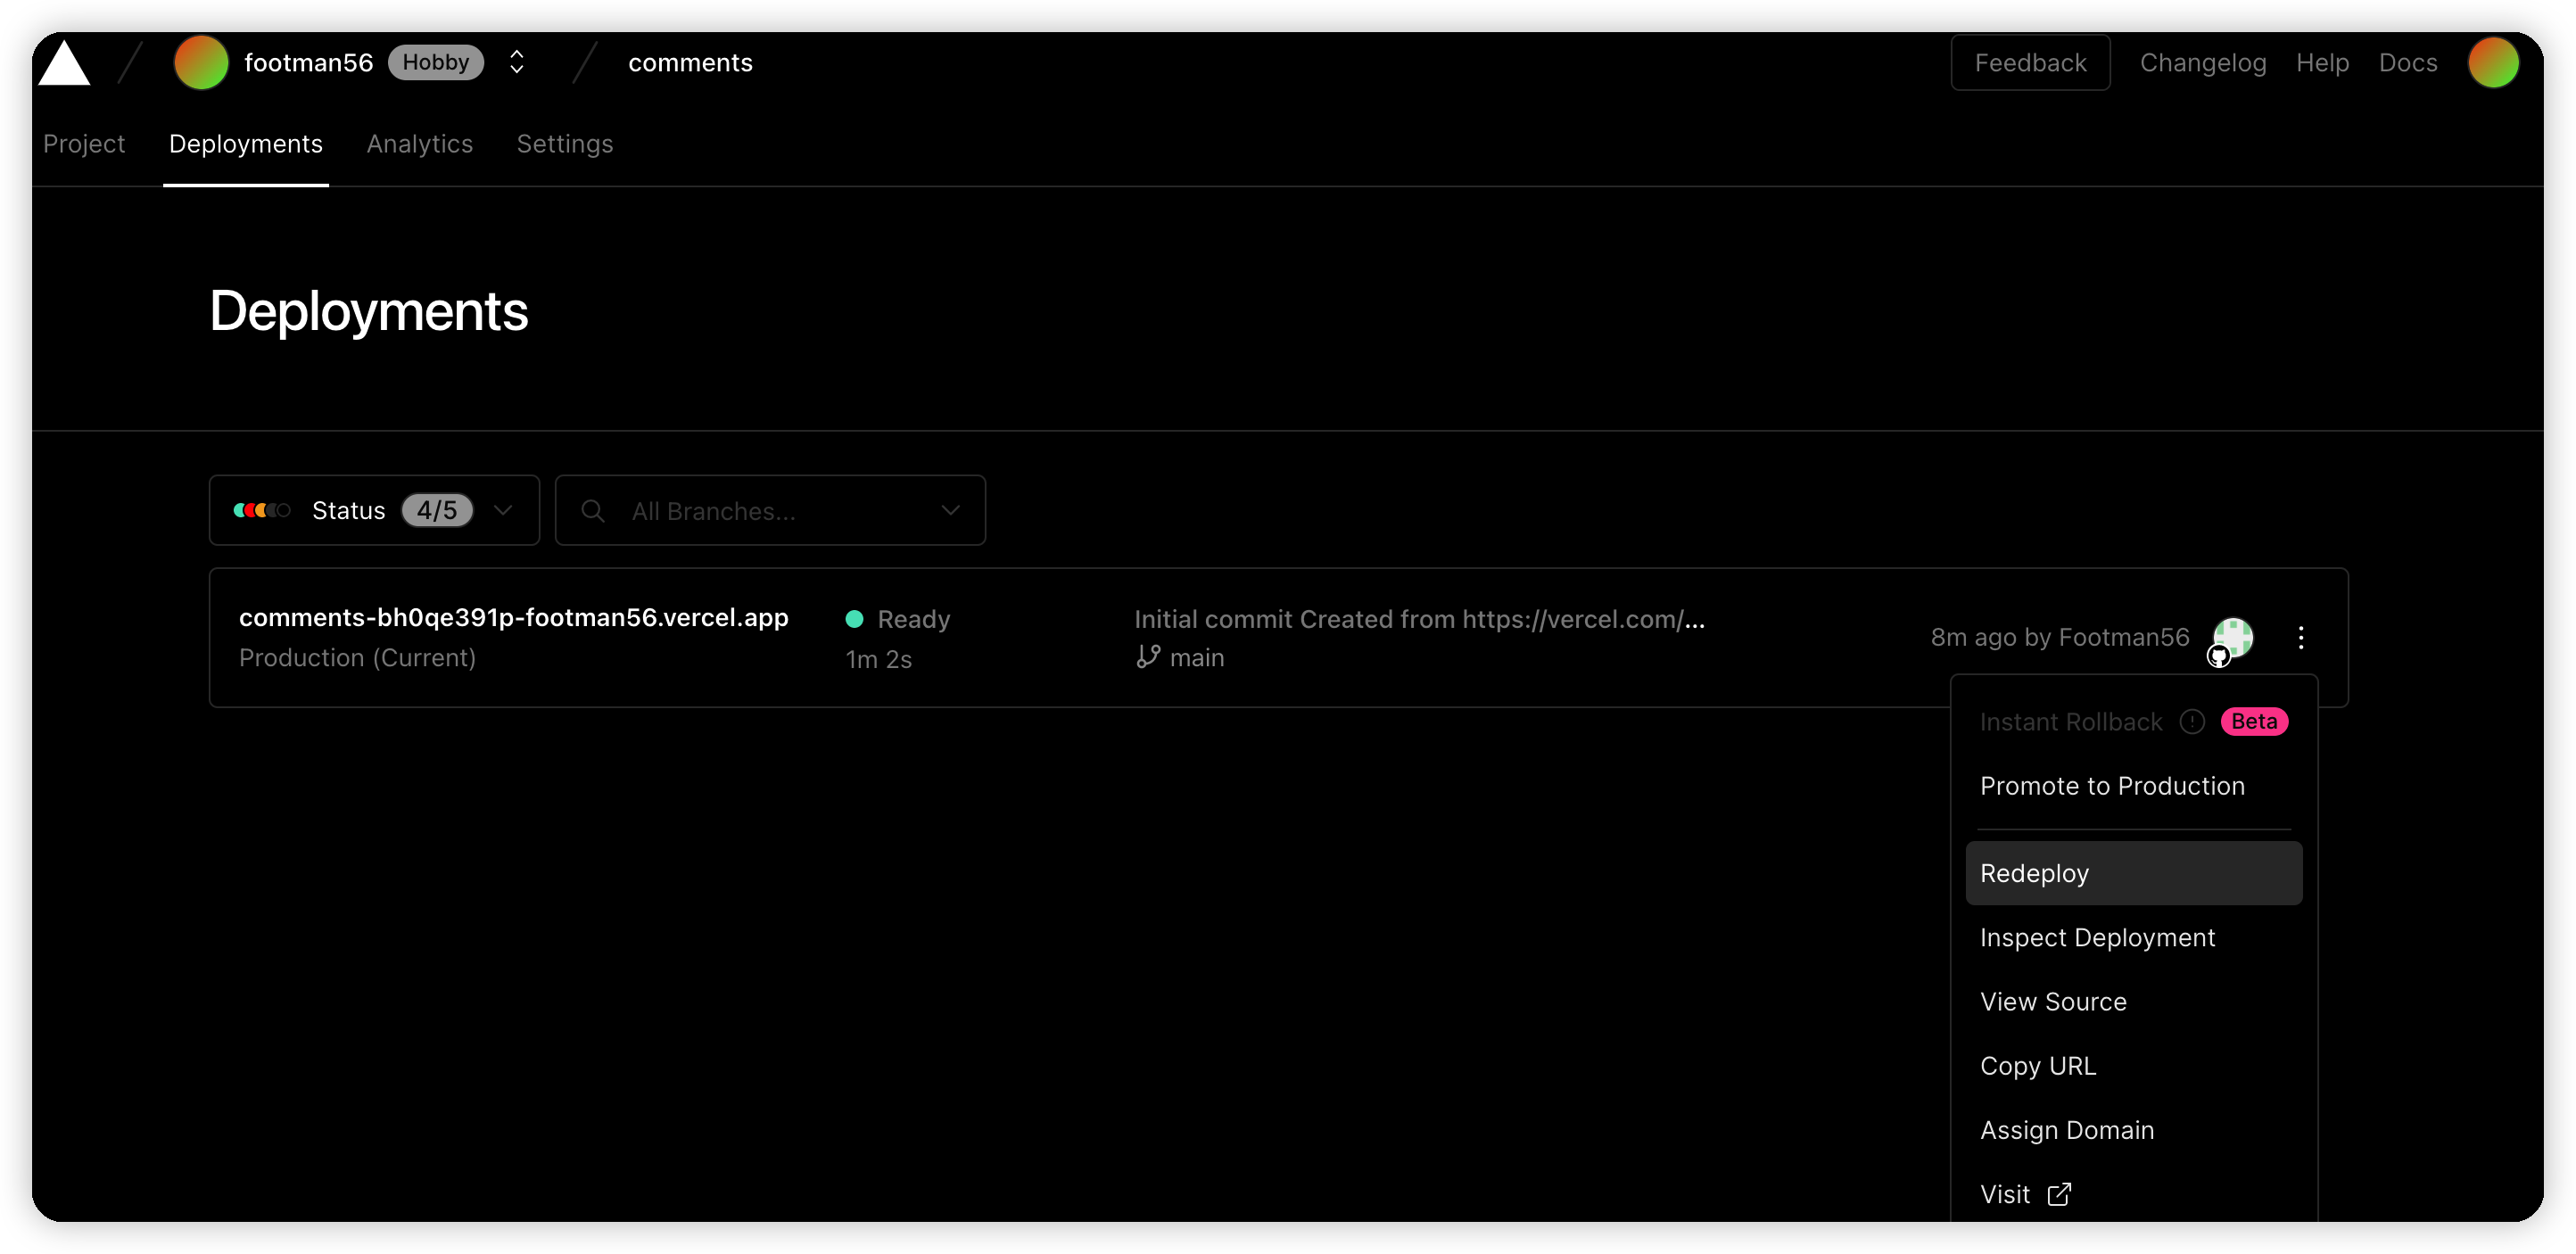 footman56 Hobby comments Feedback Changelog Help Docs
Project Deployments Analytics Settings
Deployments
Status 4/5 All Branches...
comments-bh0qe391p-footman56.vercel.app Ready Initial commit Created from https://vercel.com/...
8m ago by Footman56
Production (Current) 1m 2s main
Instant Rollback Beta
Promote to Production
Redeploy
Inspect Deployment
View Source
Copy URL
Assign Domain
Visit